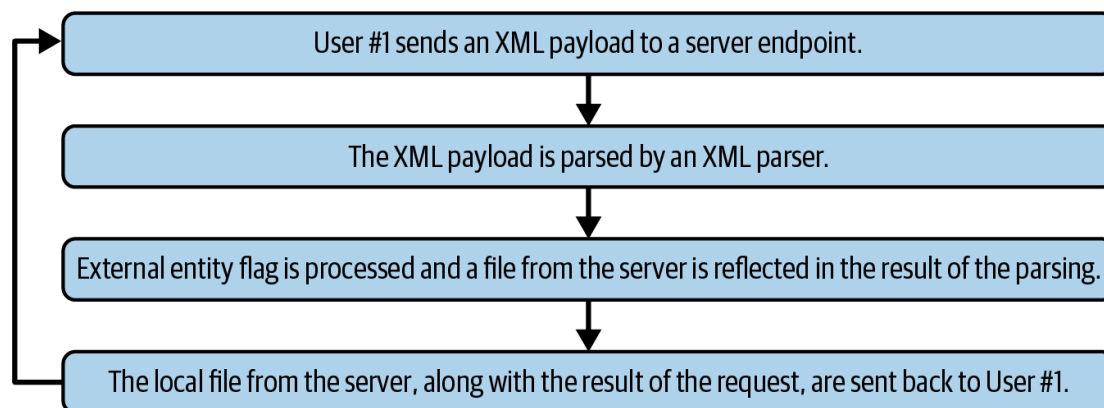 User #1 sends an XML payload to a server endpoint.
The XML payload is parsed by an XML parser.
External entity flag is processed and a file from the server is reflected in the result of the parsing.
The local file from the server, along with the result of the request, are sent back to User #1.